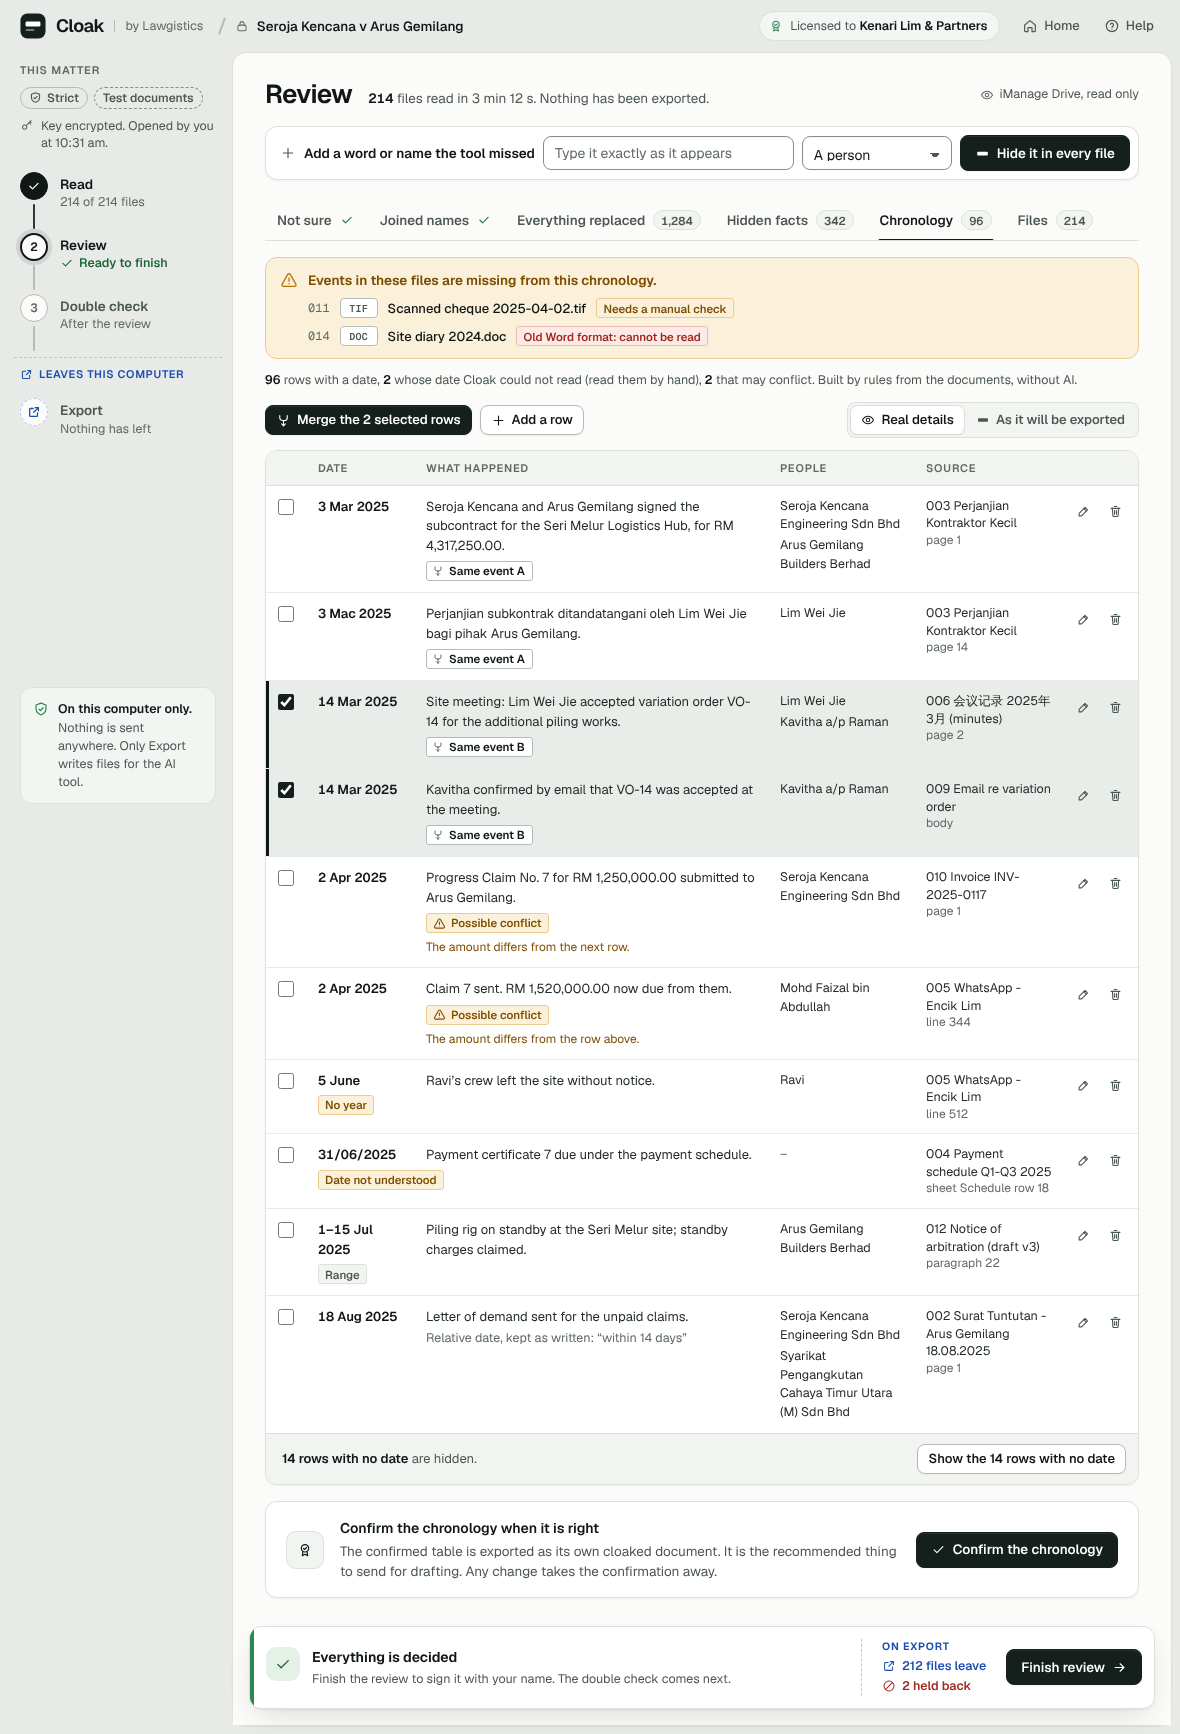 Cloak
by Lawgistics
/
Seroja Kencana v Arus Gemilang
Licensed to Kenari Lim & Partners
Home
Help
THIS MATTER
Strict
Test documents
Key encrypted. Opened by you
at 10:31 am.
Read
214 of 214 files
2
Review
Ready to finish
3
Double check
After the review
LEAVES THIS COMPUTER
Export
Nothing has left
On this computer only.
Nothing is sent
anywhere. Only Export
writes files for the AI
tool.
Review
214 files read in 3 min 12 s. Nothing has been exported.
iManage Drive, read only
Add a word or name the tool missed
Type it exactly as it appears
A person
Hide it in every file
Not sure
Joined names
Everything replaced 1,284
Hidden facts 342
Chronology 96
Files 214
Events in these files are missing from this chronology.
011 TIF Scanned cheque 2025-04-02.tif Needs a manual check
014 DOC Site diary 2024.doc Old Word format: cannot be read
96 rows with a date, 2 whose date Cloak could not read (read them by hand), 2 that may conflict. Built by rules from the documents, without AI.
Merge the 2 selected rows
Add a row
Real details
As it will be exported
DATE
WHAT HAPPENED
PEOPLE
SOURCE
3 Mar 2025
Seroja Kencana and Arus Gemilang signed the
subcontract for the Seri Melur Logistics Hub, for RM
4,317,250.00.
Same event A
Seroja Kencana
Engineering Sdn Bhd
Arus Gemilang
Builders Berhad
003 Perjanjian
Kontraktor Kecil
page 1
3 Mac 2025
Perjanjian subkontrak ditandatangani oleh Lim Wei Jie
bagi pihak Arus Gemilang.
Same event A
Lim Wei Jie
003 Perjanjian
Kontraktor Kecil
page 14
14 Mar 2025
Site meeting: Lim Wei Jie accepted variation order VO-
14 for the additional piling works.
Same event B
Lim Wei Jie
Kavitha a/p Raman
006 会议记录 2025年
3月 (minutes)
page 2
14 Mar 2025
Kavitha confirmed by email that VO-14 was accepted at
the meeting.
Same event B
Kavitha a/p Raman
009 Email re variation
order
body
2 Apr 2025
Progress Claim No. 7 for RM 1,250,000.00 submitted to
Arus Gemilang.
Possible conflict
The amount differs from the next row.
Seroja Kencana
Engineering Sdn Bhd
010 Invoice INV-
2025-0117
page 1
2 Apr 2025
Claim 7 sent. RM 1,520,000.00 now due from them.
Possible conflict
The amount differs from the row above.
Mohd Faizal bin
Abdullah
005 WhatsApp -
Encik Lim
line 344
5 June
No year
Ravi's crew left the site without notice.
Ravi
005 WhatsApp -
Encik Lim
line 512
31/06/2025
Date not understood
Payment certificate 7 due under the payment schedule.
–
004 Payment
schedule Q1-Q3 2025
sheet Schedule row 18
1–15 Jul
2025
Range
Piling rig on standby at the Seri Melur site; standby
charges claimed.
Arus Gemilang
Builders Berhad
012 Notice of
arbitration (draft v3)
paragraph 22
18 Aug 2025
Letter of demand sent for the unpaid claims.
Relative date, kept as written: “within 14 days”
Seroja Kencana
Engineering Sdn Bhd
Syarikat
Pengangkutan
Cahaya Timur Utara
(M) Sdn Bhd
002 Surat Tuntutan -
Arus Gemilang
18.08.2025
page 1
14 rows with no date are hidden.
Show the 14 rows with no date
Confirm the chronology when it is right
The confirmed table is exported as its own cloaked document. It is the recommended thing
to send for drafting. Any change takes the confirmation away.
Confirm the chronology
Everything is decided
Finish the review to sign it with your name. The double check comes next.
ON EXPORT
212 files leave
2 held back
Finish review